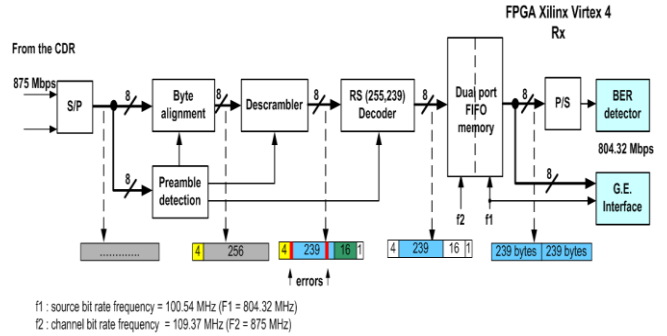 FPGA Xilinx Virtex 4
Rx
From the CDR
875 Mbps
S/P
8
Byte
alignment
8
Descrambler
8
RS (255,239)
Decoder
8
Dual port
FIFO
memory
8
P/S
BER
detector
804.32 Mbps
8
Preamble
detection
8
G.E.
Interface
f2
f1
.............
4 256
4 239 16 1
4 239 16 1
239 bytes 239 bytes
errors
f1 : source bit rate frequency = 100.54 MHz (F1 = 804.32 MHz)
f2 : channel bit rate frequency = 109.37 MHz (F2 = 875 MHz)